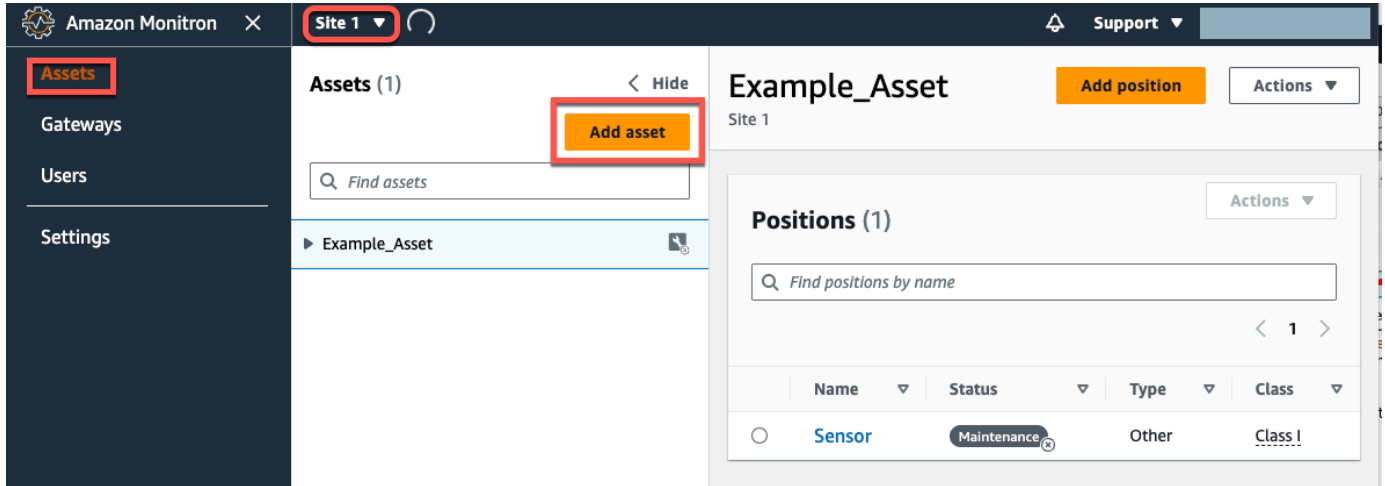 Amazon Monitron
Site 1
Support
Assets
Gateways
Users
Settings
Assets (1)
Hide
Add asset
Find assets
Example_Asset
Example_Asset
Site 1
Add position
Actions
Positions (1)
Actions
Find positions by name
1
Name Status Type Class
Sensor Maintenance Other Class I